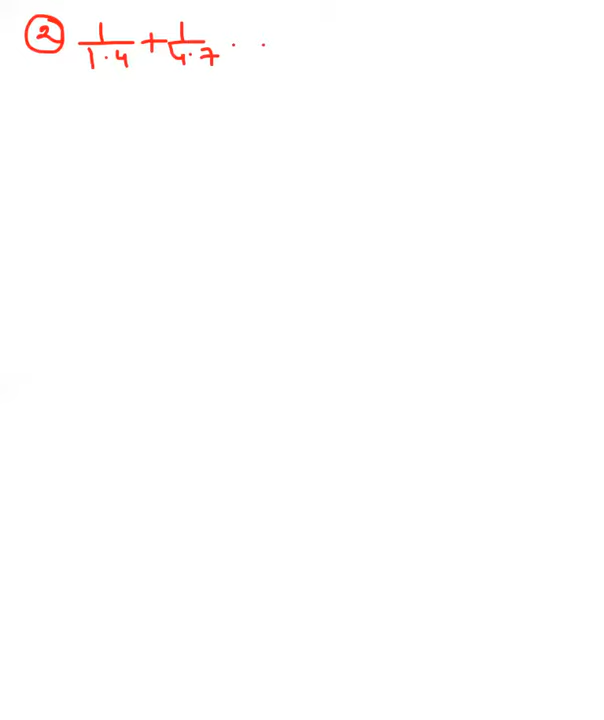 ② 1/1·4 + 1/4·7 . .